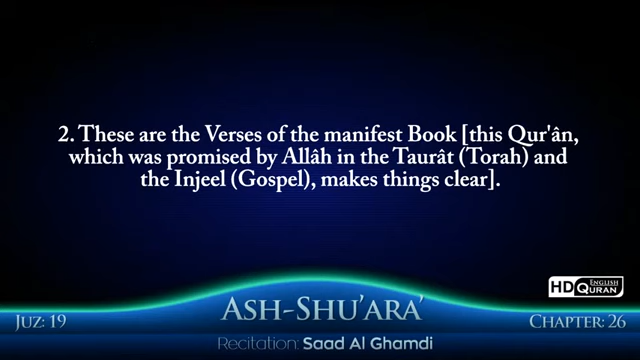 2. These are the Verses of the manifest Book [this Qur'ân,
which was promised by Allâh in the Taurât (Torah) and
the Injeel (Gospel), makes things clear].
HD ENGLISH QURAN
ASH-SHU'ARA'
JUZ: 19
CHAPTER: 26
Recitation: Saad Al Ghamdi